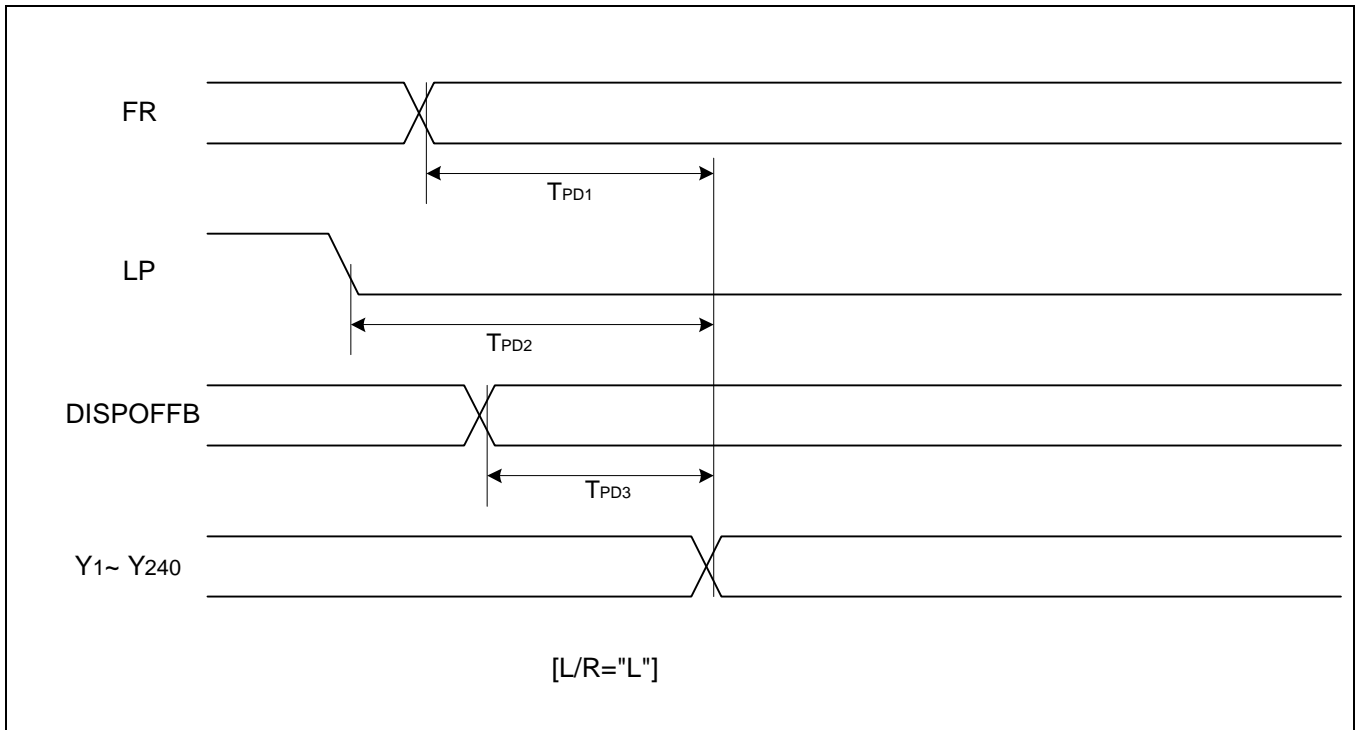 FR
TPD1
LP
TPD2
DISPOFFB
TPD3
Y1~ Y240
[L/R="L"]